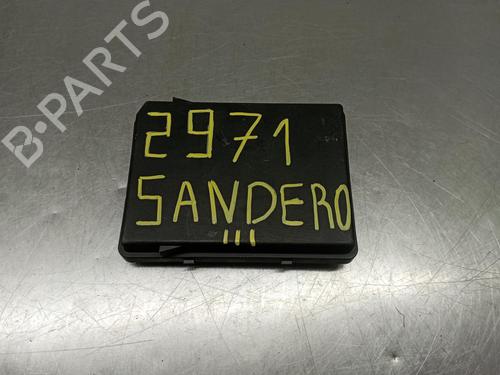 B-PARTS
2971
SANDERO
III